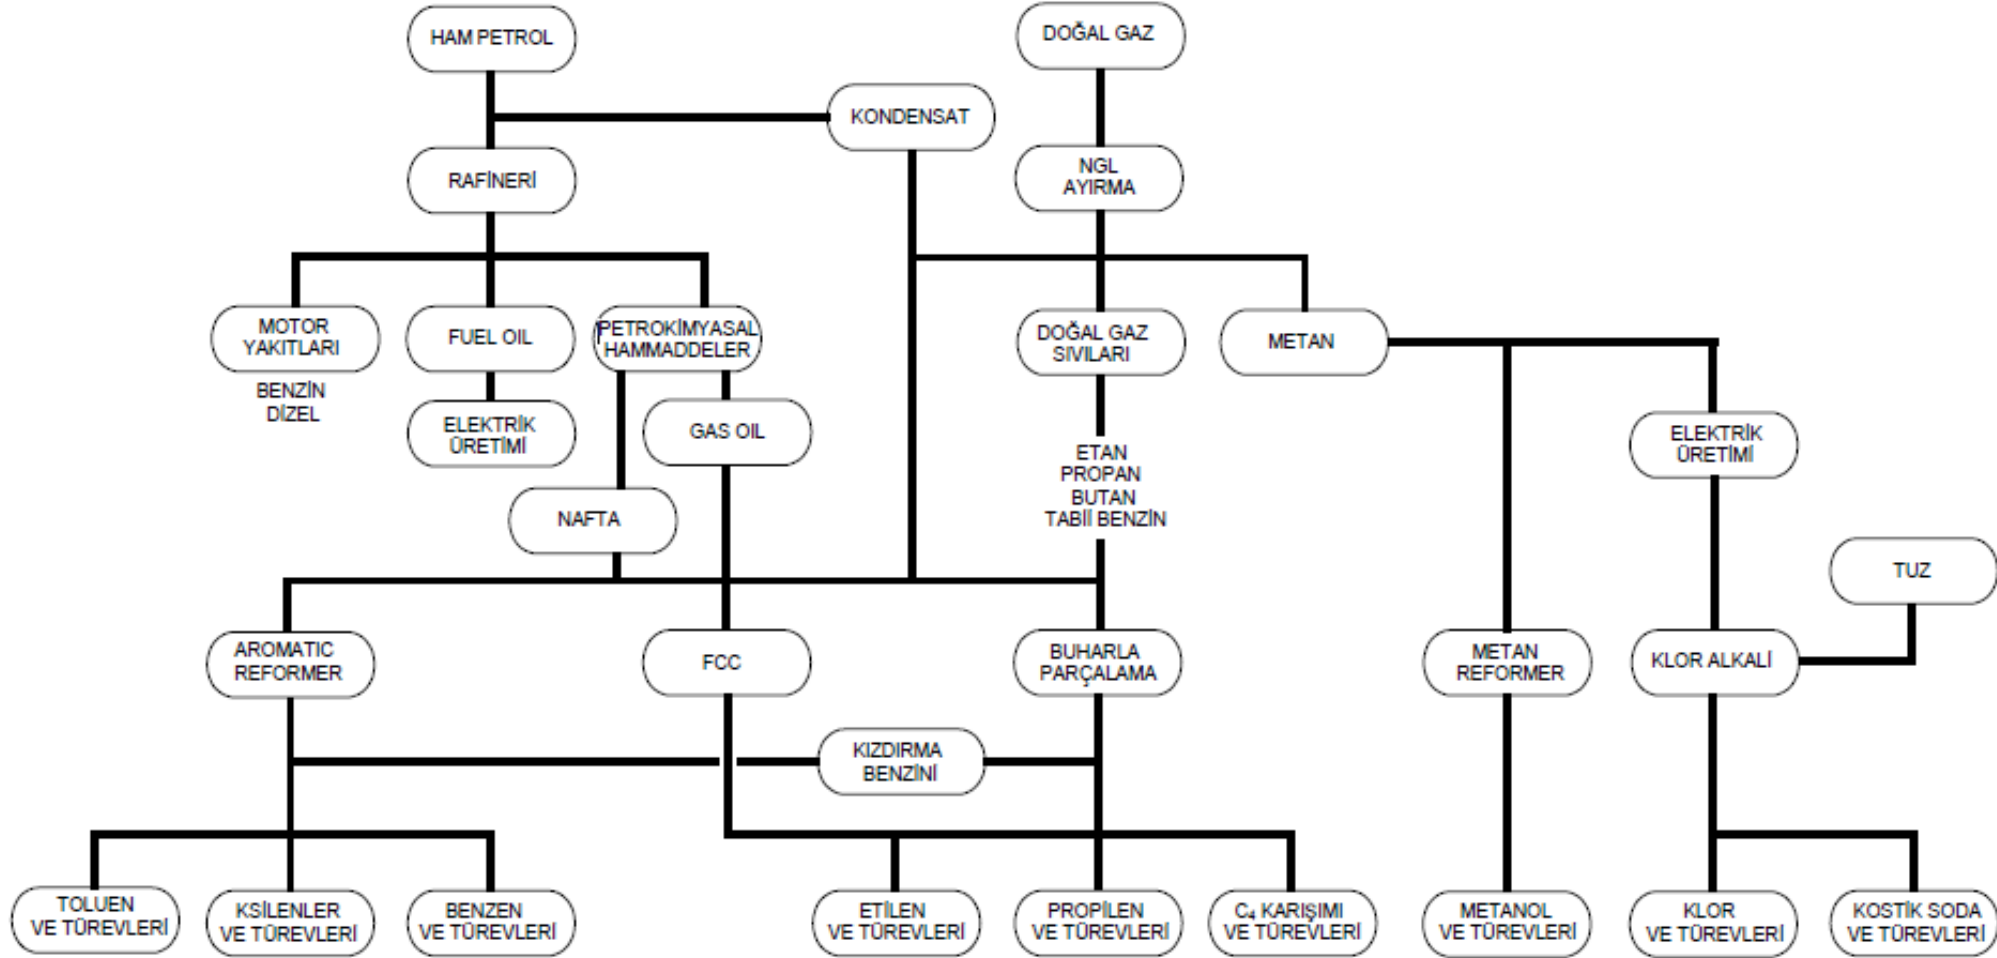 HAM PETROL
DOĞAL GAZ
KONDENSAT
RAFİNERİ
NGL
AYIRMA
MOTOR
YAKITLARI
BENZİN
DİZEL
FUEL OIL
PETROKİMYASAL
HAMMADDELER
DOĞAL GAZ
SIVILARI
METAN
ELEKTRİK
ÜRETİMİ
GAS OIL
ELEKTRİK
ÜRETİMİ
ETAN
PROPAN
BUTAN
TABİİ BENZİN
NAFTA
TUZ
AROMATIC
REFORMER
FCC
BUHARLA
PARÇALAMA
METAN
REFORMER
KLOR ALKALİ
KIZDIRMA
BENZİNİ
TOLUEN
VE TÜREVLERİ
KSİLENLER
VE TÜREVLERİ
BENZEN
VE TÜREVLERİ
ETİLEN
VE TÜREVLERİ
PROPİLEN
VE TÜREVLERİ
C₄ KARIŞIMI
VE TÜREVLERİ
METANOL
VE TÜREVLERİ
KLOR
VE TÜREVLERİ
KOSTİK SODA
VE TÜREVLERİ